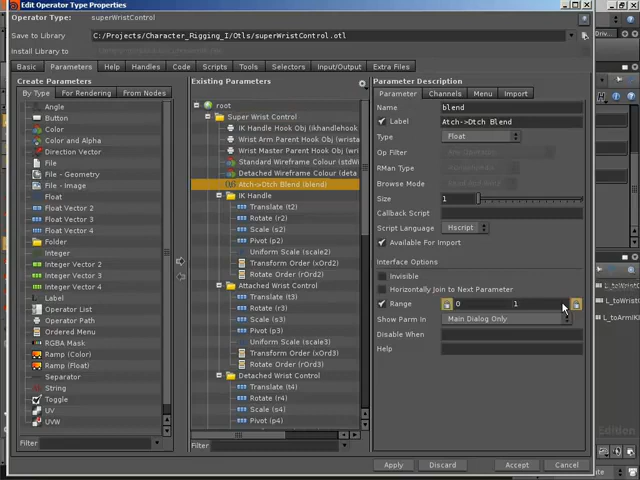 Edit Operator Type Properties
Operator Type: superWristControl
Save to Library C:/Projects/Character_Rigging_I/Otls/superWristControl.otl
Install Library to
Basic Parameters Help Handles Code Scripts Tools Selectors Input/Output Extra Files
Create Parameters
By Type For Rendering From Nodes
Angle
Button
Color
Color and Alpha
Direction Vector
File
File - Geometry
File - Image
Float
Float Vector 2
Float Vector 3
Float Vector 4
Folder
Integer
Integer Vector 2
Integer Vector 3
Integer Vector 4
Label
Operator List
Operator Path
Ordered Menu
RGBA Mask
Ramp (Color)
Ramp (Float)
Separator
String
Toggle
UV
UVW
Filter
Existing Parameters
root
Super Wrist Control
IK Handle Hook Obj (ikhandlehook
Wrist Arm Parent Hook Obj (wrista
Wrist Master Parent Hook Obj (wri
Standard Wireframe Colour (stdWi
Detached Wireframe Colour (deta
Atch->Dtch Blend (blend)
IK Handle
Translate (t2)
Rotate (r2)
Scale (s2)
Pivot (p2)
Uniform Scale (scale2)
Transform Order (xOrd2)
Rotate Order (rOrd2)
Attached Wrist Control
Translate (t3)
Rotate (r3)
Scale (s3)
Pivot (p3)
Uniform Scale (scale3)
Transform Order (xOrd3)
Rotate Order (rOrd3)
Detached Wrist Control
Translate (t4)
Rotate (r4)
Scale (s4)
Pivot (p4)
Filter
Parameter Description
Parameter Channels Menu Import
Name blend
Label Atch->Dtch Blend
Type Float
Op Filter
RMan Type
Browse Mode
Size 1
Callback Script
Script Language Hscript
Available For Import
Interface Options
Invisible
Horizontally Join to Next Parameter
Range 0 1
Show Parm In Main Dialog Only
Disable When
Help
Apply Discard Accept Cancel